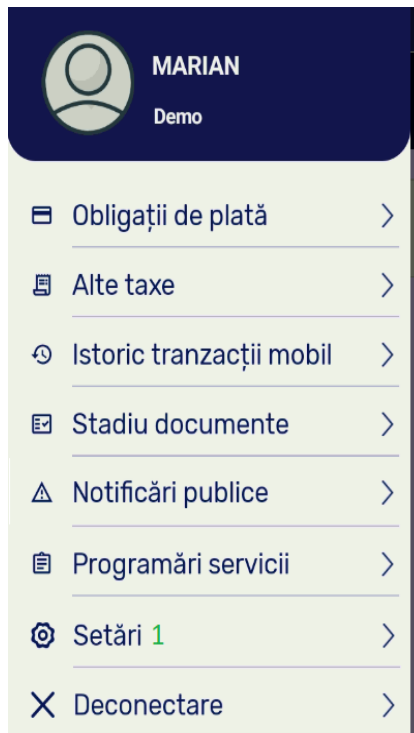 MARIAN
Demo
Obligații de plată
Alte taxe
Istoric tranzacții mobil
Stadiu documente
Notificări publice
Programări servicii
Setări 1
Deconectare